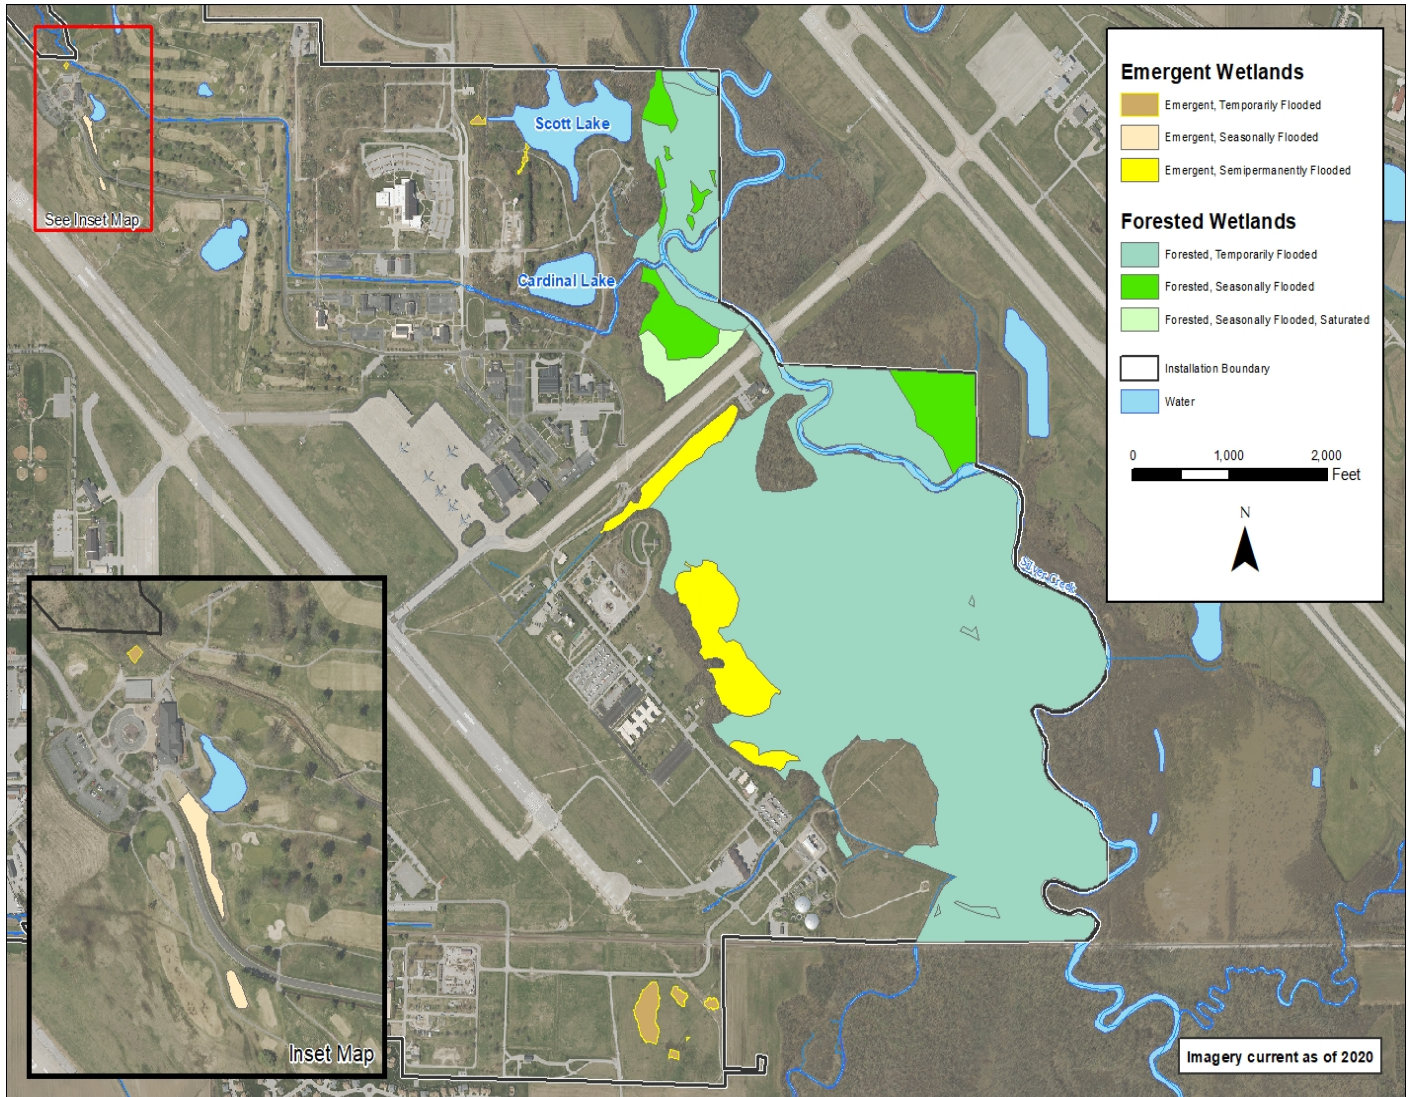 Scott Lake
See Inset Map
Cardinal Lake
Silver Creek
Inset Map
Emergent Wetlands
Emergent, Temporarily Flooded
Emergent, Seasonally Flooded
Emergent, Semipermanently Flooded
Forested Wetlands
Forested, Temporarily Flooded
Forested, Seasonally Flooded
Forested, Seasonally Flooded, Saturated
Installation Boundary
Water
0 1,000 2,000
Feet
N
Imagery current as of 2020